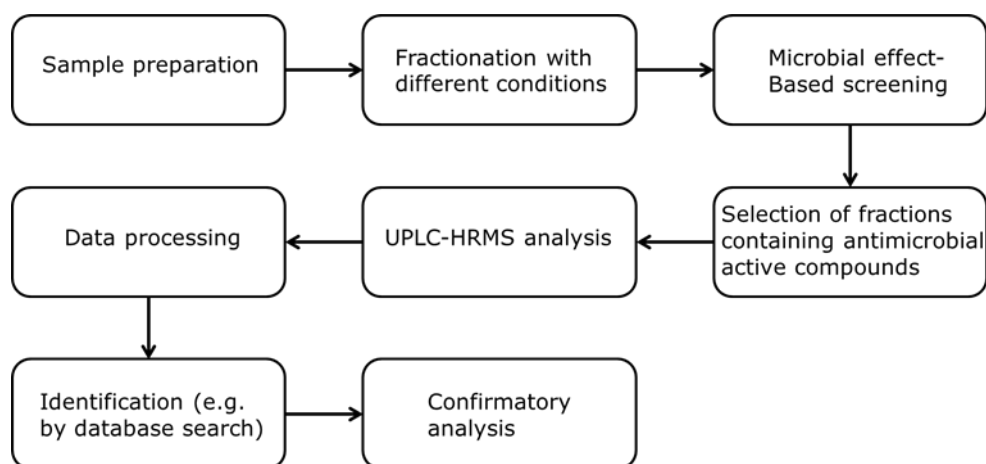 Sample preparation
Fractionation with
different conditions
Microbial effect-
Based screening
Selection of fractions
containing antimicrobial
active compounds
UPLC-HRMS analysis
Data processing
Identification (e.g.
by database search)
Confirmatory
analysis